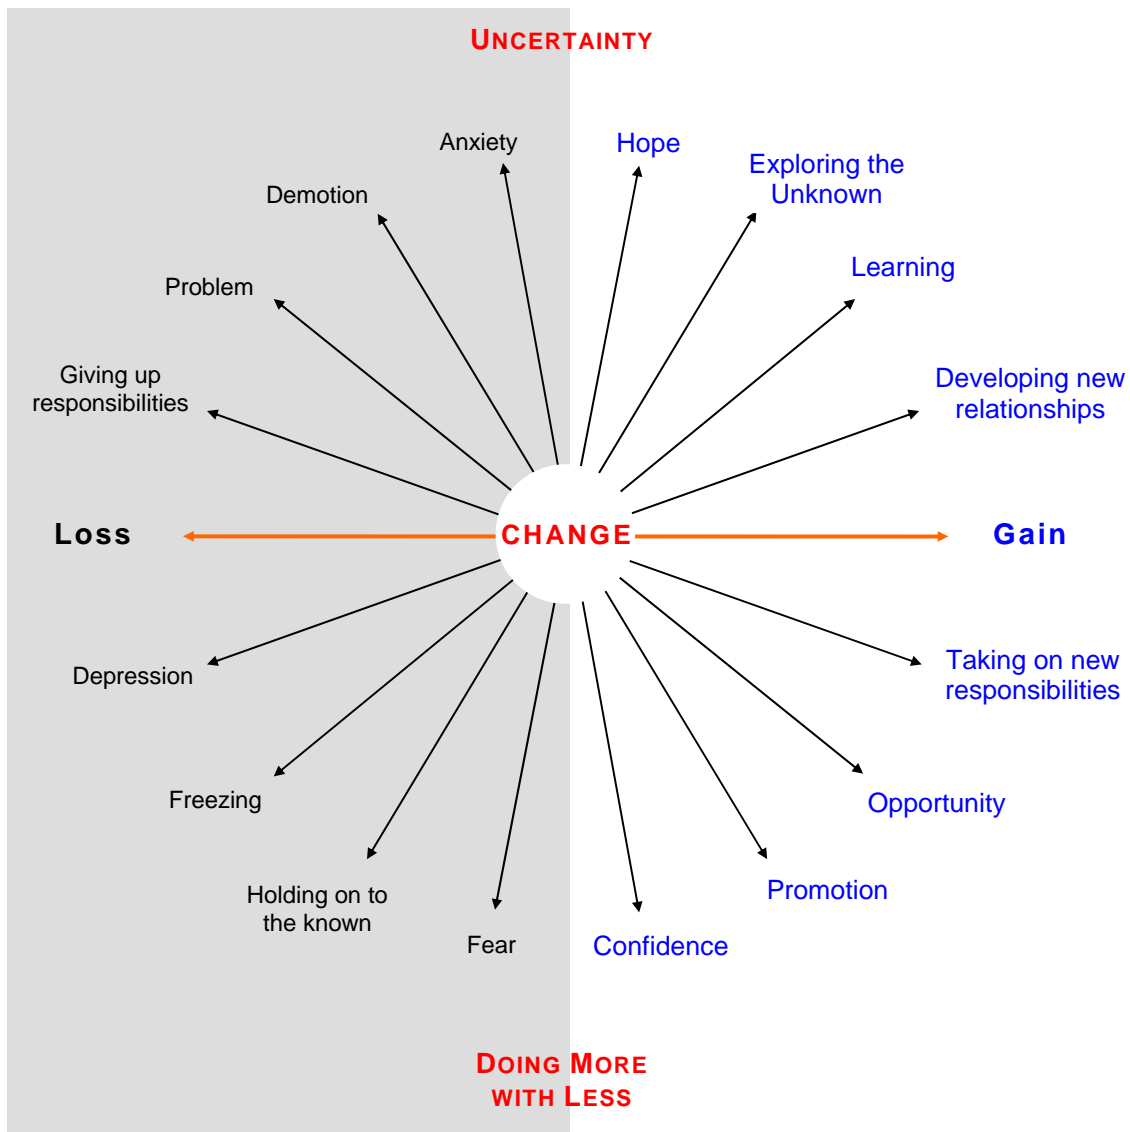 UNCERTAINTY
Anxiety
Hope
Demotion
Exploring the
Unknown
Problem
Learning
Giving up
responsibilities
Developing new
relationships
Loss
CHANGE
Gain
Depression
Taking on new
responsibilities
Freezing
Opportunity
Holding on to
the known
Promotion
Fear
Confidence
DOING MORE
WITH LESS